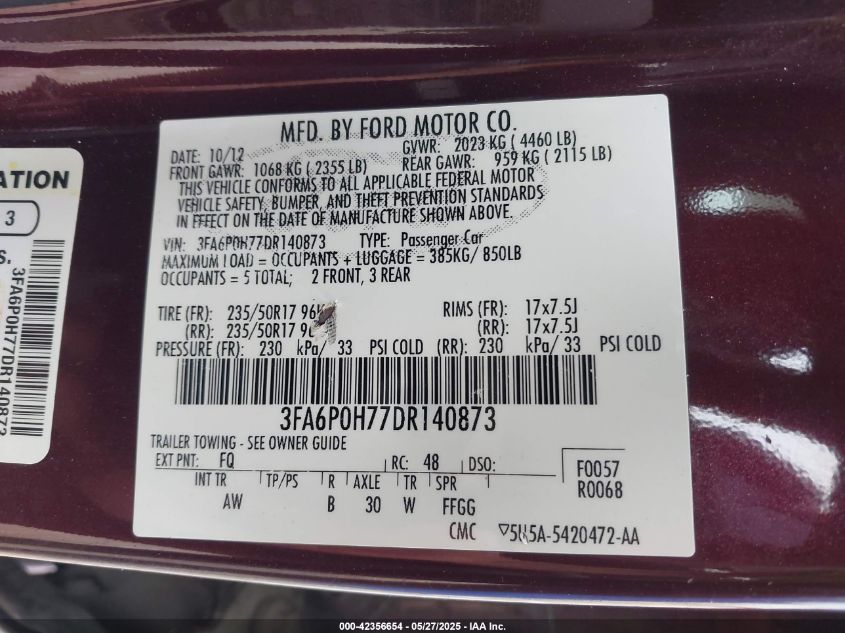 ATION
3
S.
3FA6P0H77DR140873
MFD. BY FORD MOTOR CO.
DATE: 10/12 GVWR: 2023 KG ( 4460 LB)
FRONT GAWR: 1068 KG ( 2355 LB) REAR GAWR: 959 KG ( 2115 LB)
THIS VEHICLE CONFORMS TO ALL APPLICABLE FEDERAL MOTOR
VEHICLE SAFETY, BUMPER, AND THEFT PREVENTION STANDARDS
IN EFFECT ON THE DATE OF MANUFACTURE SHOWN ABOVE.
VIN: 3FA6P0H77DR140873 TYPE: Passenger Car
MAXIMUM LOAD = OCCUPANTS + LUGGAGE = 385KG/ 850LB
OCCUPANTS = 5 TOTAL; 2 FRONT, 3 REAR
TIRE (FR): 235/50R17 RIMS (FR): 17x7.5J
(RR): 235/50R17 (RR): 17x7.5J
PRESSURE (FR): 230 kPa/ 33 PSI COLD (RR): 230 kPa/ 33 PSI COLD
3FA6P0H77DR140873
TRAILER TOWING - SEE OWNER GUIDE
EXT PNT: FQ RC: 48 DSO: F0057
INT TR TP/PS R AXLE TR SPR R0068
AW B 30 W FFGG
CMC ▽5U5A-5420472-AA
000-42356654 / 05/27/2025 - IAA Inc.